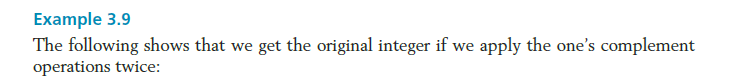 Example 3.9
The following shows that we get the original integer if we apply the one’s complement
operations twice: